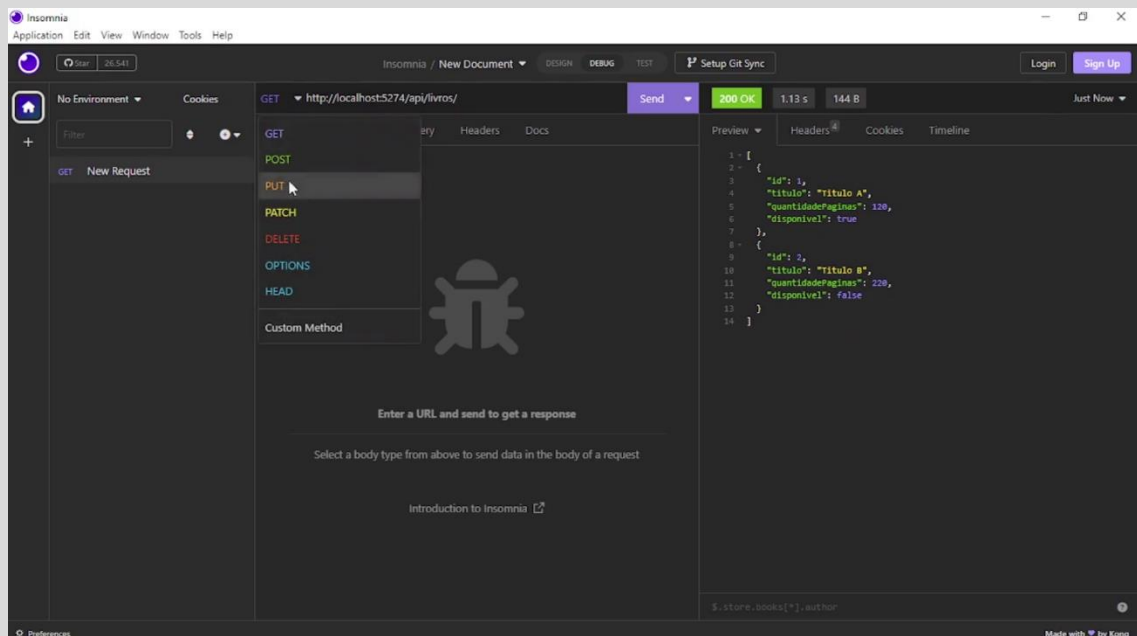 Insomnia
Application Edit View Window Tools Help
Star 26.541
Insomnia / New Document
DESIGN DEBUG TEST
Setup Git Sync
Login
Sign Up
No Environment
Cookies
GET http://localhost:5274/api/livros/
Send
200 OK
1.13 s
144 B
Just Now
Filter
GET New Request
ery Headers Docs
GET
POST
PUT
PATCH
DELETE
OPTIONS
HEAD
Custom Method
Enter a URL and send to get a response
Select a body type from above to send data in the body of a request
Introduction to Insomnia
Preview Headers 4 Cookies Timeline
1 [
2 {
3 "id": 1,
4 "titulo": "Titulo A",
5 "quantidadePaginas": 120,
6 "disponivel": true
7 },
8 {
9 "id": 2,
10 "titulo": "Titulo B",
11 "quantidadePaginas": 220,
12 "disponivel": false
13 }
14 ]
$.store.books[*].author
Preferences
Made with by Kong